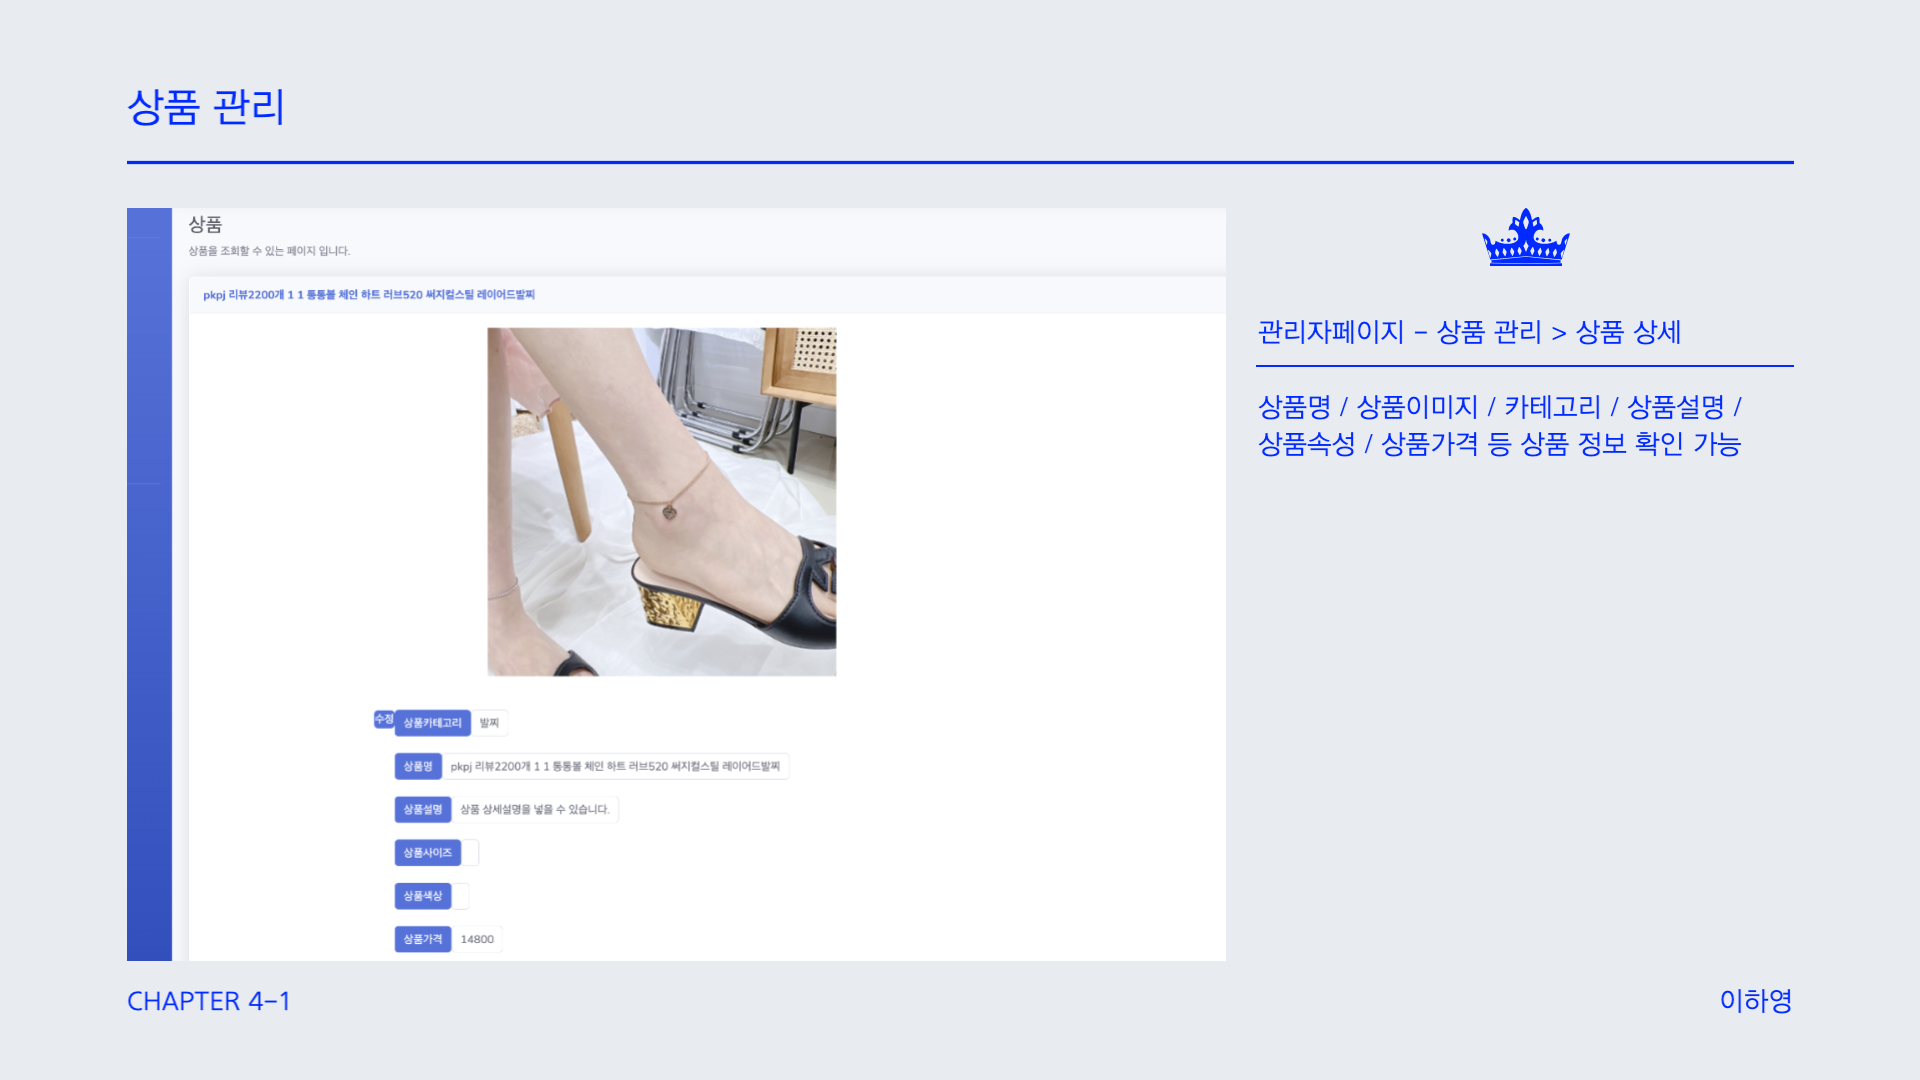 상품 관리
상품
상품을 조회할 수 있는 페이지 입니다.
pkpj 리뷰2200개 1 1 통통볼 체인 하트 러브520 써지컬스틸 레이어드발찌
수정 상품카테고리 발찌
상품명 pkpj 리뷰2200개 1 1 통통볼 체인 하트 러브520 써지컬스틸 레이어드발찌
상품설명 상품 상세설명을 넣을 수 있습니다.
상품사이즈
상품색상
상품가격 14800
관리자페이지 - 상품 관리 > 상품 상세
상품명 / 상품이미지 / 카테고리 / 상품설명 /
상품속성 / 상품가격 등 상품 정보 확인 가능
CHAPTER 4-1
이하영